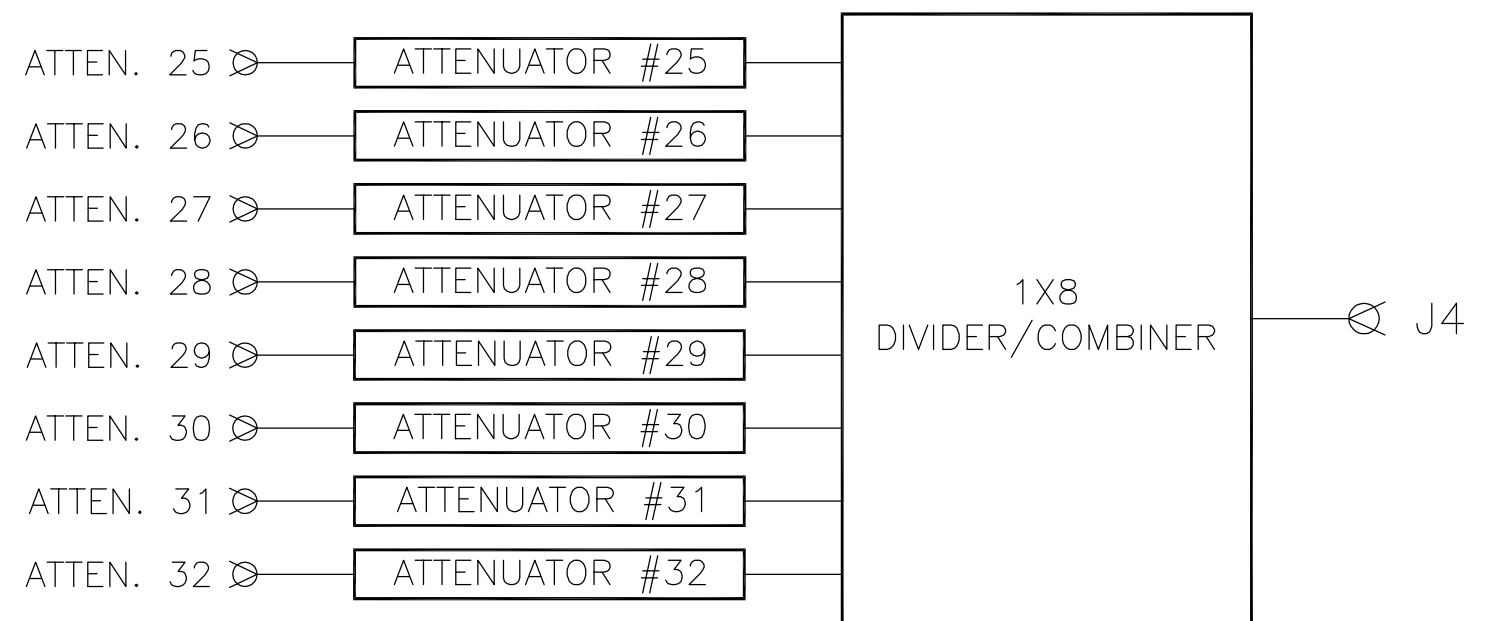 ATTEN. 25 ATTENUATOR #25
ATTEN. 26 ATTENUATOR #26
ATTEN. 27 ATTENUATOR #27
ATTEN. 28 ATTENUATOR #28
ATTEN. 29 ATTENUATOR #29
ATTEN. 30 ATTENUATOR #30
ATTEN. 31 ATTENUATOR #31
ATTEN. 32 ATTENUATOR #32
1X8
DIVIDER/COMBINER
J4